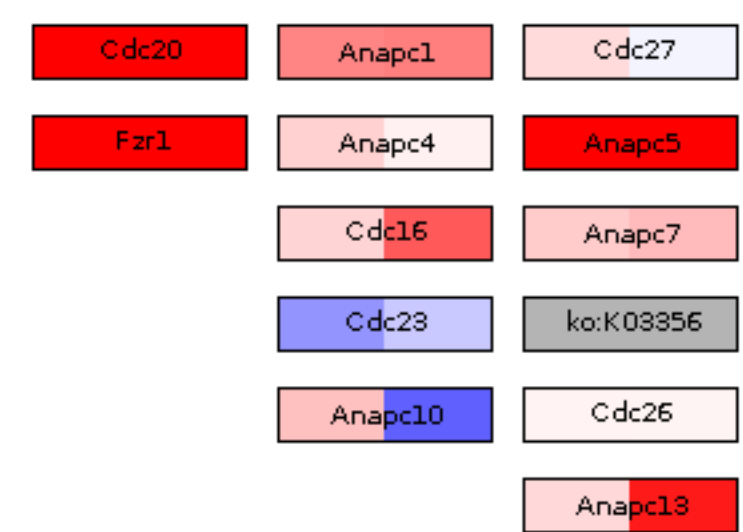 Cdc20 Anapc1 Cdc27
Fzr1 Anapc4 Anapc5
Cdc16 Anapc7
Cdc23 ko:K03356
Anapc10 Cdc26
Anapc13